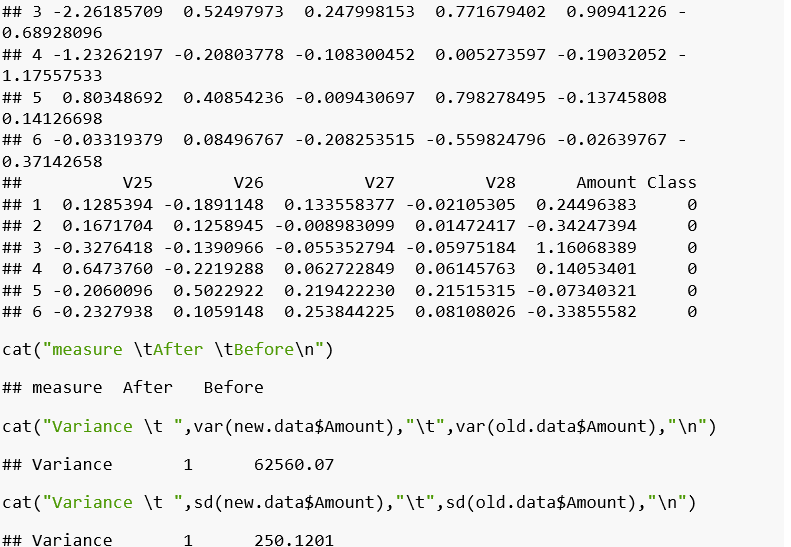 ## 3 -2.26185709  0.52497973  0.247998153  0.771679402  0.90941226 -
0.68928096
## 4 -1.23262197 -0.20803778 -0.108300452  0.005273597 -0.19032052 -
1.17557533
## 5  0.80348692  0.40854236 -0.009430697  0.798278495 -0.13745808
0.14126698
## 6 -0.03319379  0.08496767 -0.208253515 -0.559824796 -0.02639767 -
0.37142658
##          V25        V26          V27         V28      Amount Class
## 1  0.1285394 -0.1891148  0.133558377 -0.02105305  0.24496383     0
## 2  0.1671704  0.1258945 -0.008983099  0.01472417 -0.34247394     0
## 3 -0.3276418 -0.1390966 -0.055352794 -0.05975184  1.16068389     0
## 4  0.6473760 -0.2219288  0.062722849  0.06145763  0.14053401     0
## 5 -0.2060096  0.5022922  0.219422230  0.21515315 -0.07340321     0
## 6 -0.2327938  0.1059148  0.253844225  0.08108026 -0.33855582     0
cat("measure \tAfter \tBefore\n")
## measure  After   Before
cat("Variance \t ",var(new.data$Amount),"\t",var(old.data$Amount),"\n")
## Variance       1      62560.07
cat("Variance \t ",sd(new.data$Amount),"\t",sd(old.data$Amount),"\n")
## Variance       1      250.1201